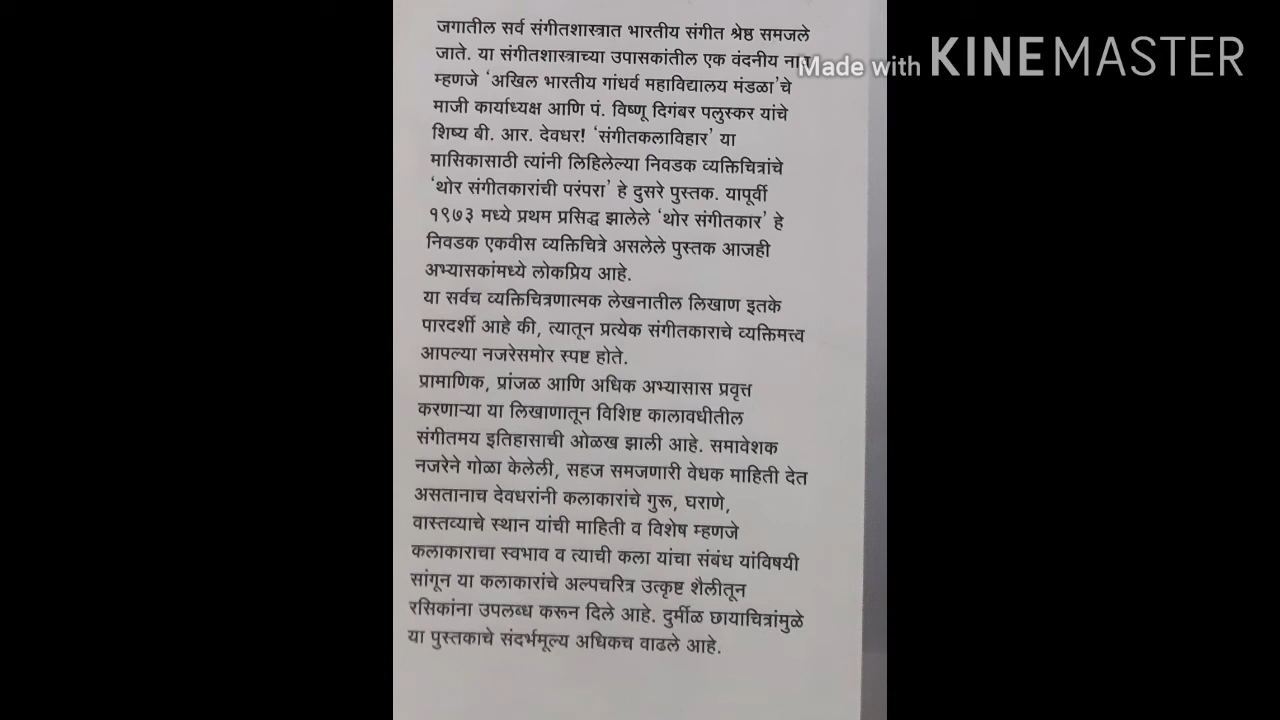 जगातील सर्व संगीतशास्त्रात भारतीय संगीत श्रेष्ठ समजले
जाते. या संगीतशास्त्राच्या उपासकांतील एक वंदनीय नाव
Made with KINEMASTER
म्हणजे ‘अखिल भारतीय गांधर्व महाविद्यालय मंडळा’चे
माजी कार्याध्यक्ष आणि पं. विष्णू दिगंबर पलुस्कर यांचे
शिष्य बी. आर. देवधर! ‘संगीतकलाविहार’ या
मासिकासाठी त्यांनी लिहिलेल्या निवडक व्यक्तिचित्रांचे
‘थोर संगीतकारांची परंपरा’ हे दुसरे पुस्तक. यापूर्वी
१९७३ मध्ये प्रथम प्रसिद्ध झालेले ‘थोर संगीतकार’ हे
निवडक एकवीस व्यक्तिचित्रे असलेले पुस्तक आजही
अभ्यासकांमध्ये लोकप्रिय आहे.
या सर्वच व्यक्तिचित्रणात्मक लेखनातील लिखाण इतके
पारदर्शी आहे की, त्यातून प्रत्येक संगीतकाराचे व्यक्तिमत्त्व
आपल्या नजरेसमोर स्पष्ट होते.
प्रामाणिक, प्रांजळ आणि अधिक अभ्यासास प्रवृत्त
करणाऱ्या या लिखाणातून विशिष्ट कालावधीतील
संगीतमय इतिहासाची ओळख झाली आहे. समावेशक
नजरेने गोळा केलेली, सहज समजणारी वेधक माहिती देत
असतानाच देवधरांनी कलाकारांचे गुरू, घराणे,
वास्तव्याचे स्थान यांची माहिती व विशेष म्हणजे
कलाकाराचा स्वभाव व त्याची कला यांचा संबंध यांविषयी
सांगून या कलाकारांचे अल्पचरित्र उत्कृष्ट शैलीतून
रसिकांना उपलब्ध करून दिले आहे. दुर्मीळ छायाचित्रांमुळे
या पुस्तकाचे संदर्भमूल्य अधिकच वाढले आहे.